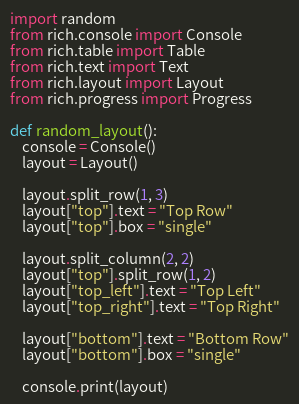 import random
from rich.console import Console
from rich.table import Table
from rich.text import Text
from rich.layout import Layout
from rich.progress import Progress

def random_layout():
    console = Console()
    layout = Layout()

    layout.split_row(1, 3)
    layout["top"].text = "Top Row"
    layout["top"].box = "single"

    layout.split_column(2, 2)
    layout["top"].split_row(1, 2)
    layout["top_left"].text = "Top Left"
    layout["top_right"].text = "Top Right"

    layout["bottom"].text = "Bottom Row"
    layout["bottom"].box = "single"

    console.print(layout)